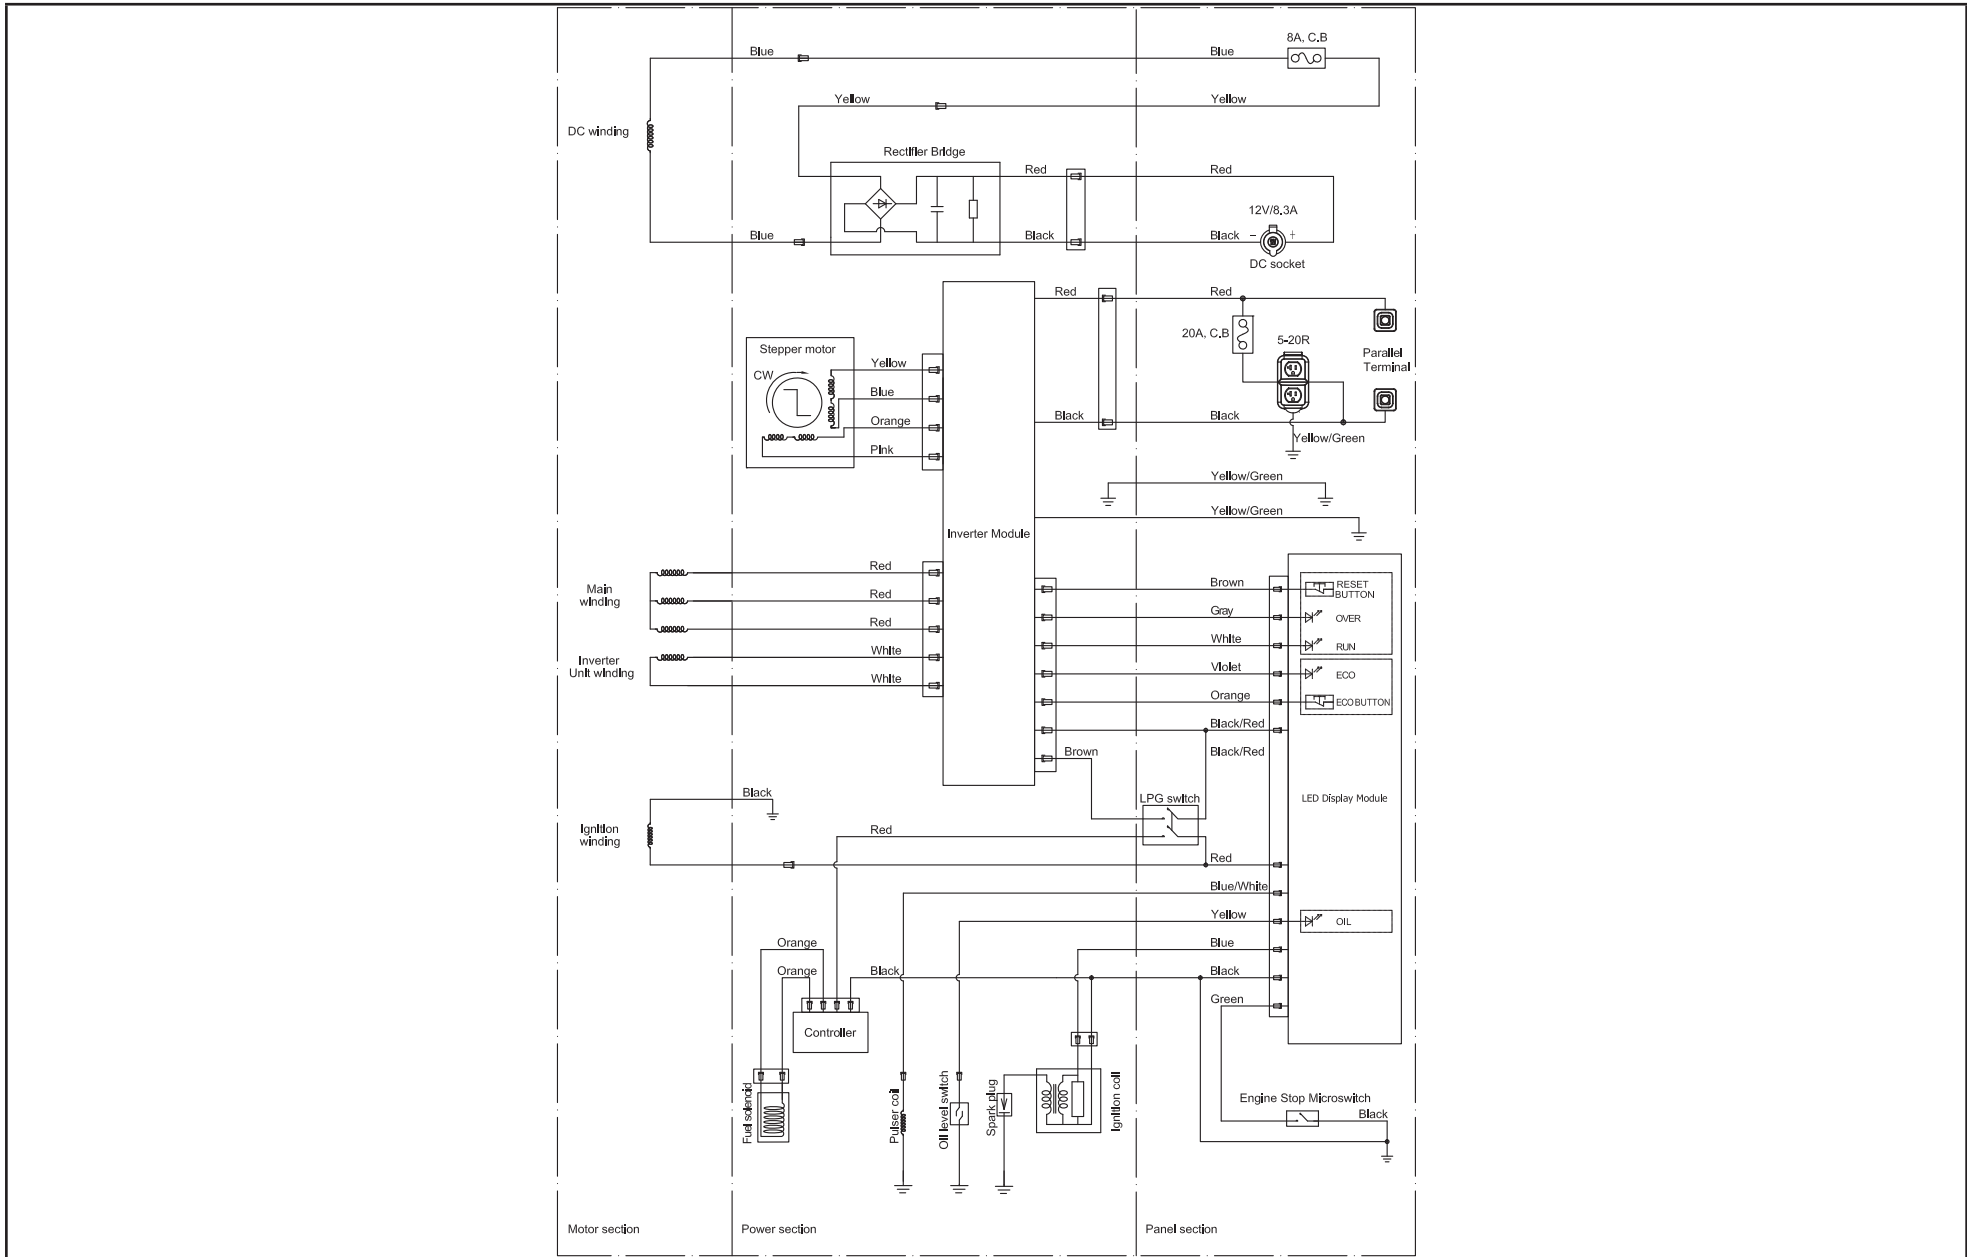 8A, C.B
Blue
Blue
Yellow
Yellow
DC winding
Rectifier Bridge
Red
Red
12V/8.3A
Blue
Black
Black
−
+
DC socket
Red
Red
20A, C.B
5-20R
Stepper motor
Parallel
Terminal
CW
Yellow
Blue
Orange
Pink
Black
Black
Yellow/Green
Yellow/Green
Yellow/Green
Inverter Module
Main
winding
Red
Red
Red
Inverter
Unit winding
White
White
Brown
RESET
BUTTON
Gray
OVER
White
RUN
Violet
ECO
Orange
ECO BUTTON
Black/Red
Brown
Black/Red
Black
LPG switch
LED Display Module
Ignition
winding
Red
Red
Blue/White
Yellow
OIL
Orange
Blue
Orange
Black
Black
Green
Controller
Fuel solenoid
Pulser coil
Oil level switch
Spark plug
Ignition coil
Engine Stop Microswitch
Black
Motor section
Power section
Panel section